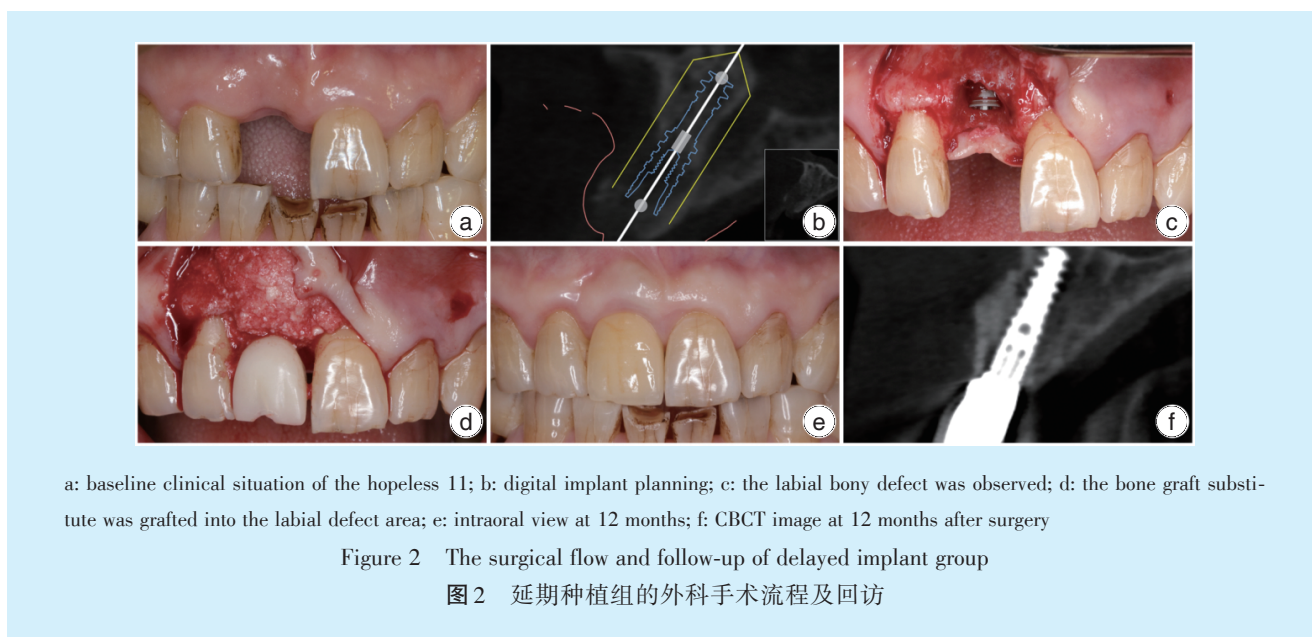 a
b
c
d
e
f
a: baseline clinical situation of the hopeless 11; b: digital implant planning; c: the labial bony defect was observed; d: the bone graft substi-
tute was grafted into the labial defect area; e: intraoral view at 12 months; f: CBCT image at 12 months after surgery
Figure 2 The surgical flow and follow-up of delayed implant group
图2 延期种植组的外科手术流程及回访